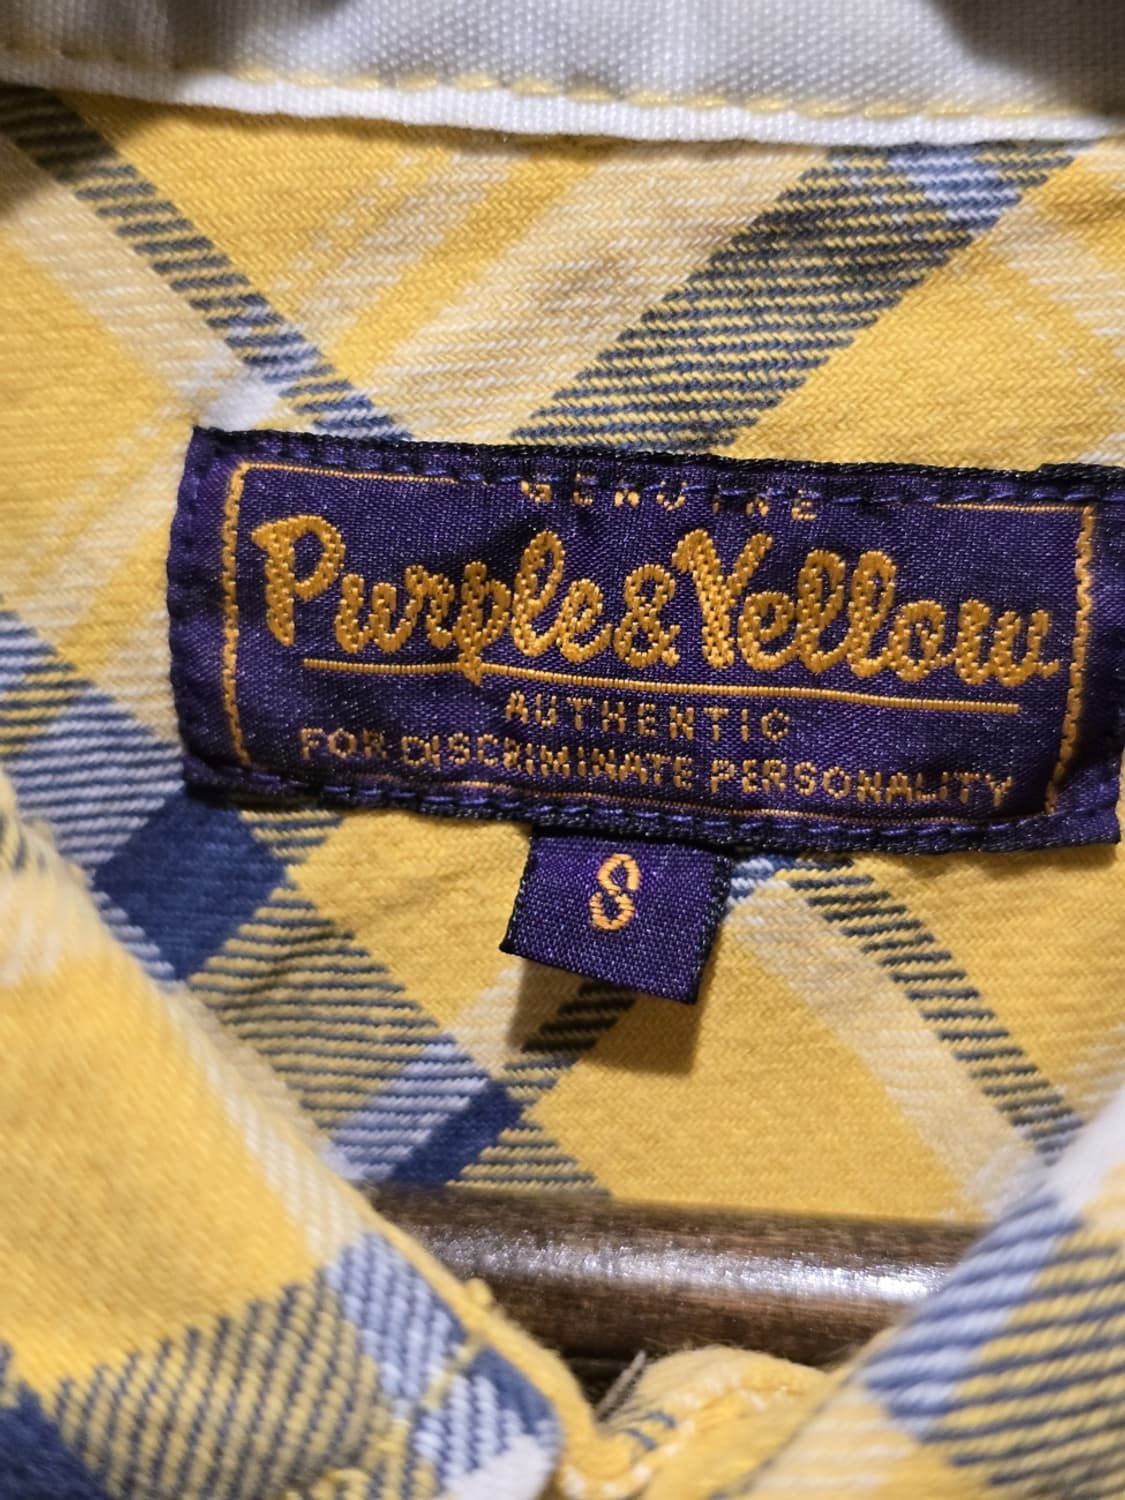 GENUINE
Purple & Yellow
AUTHENTIC
FOR DISCRIMINATE PERSONALITY
S